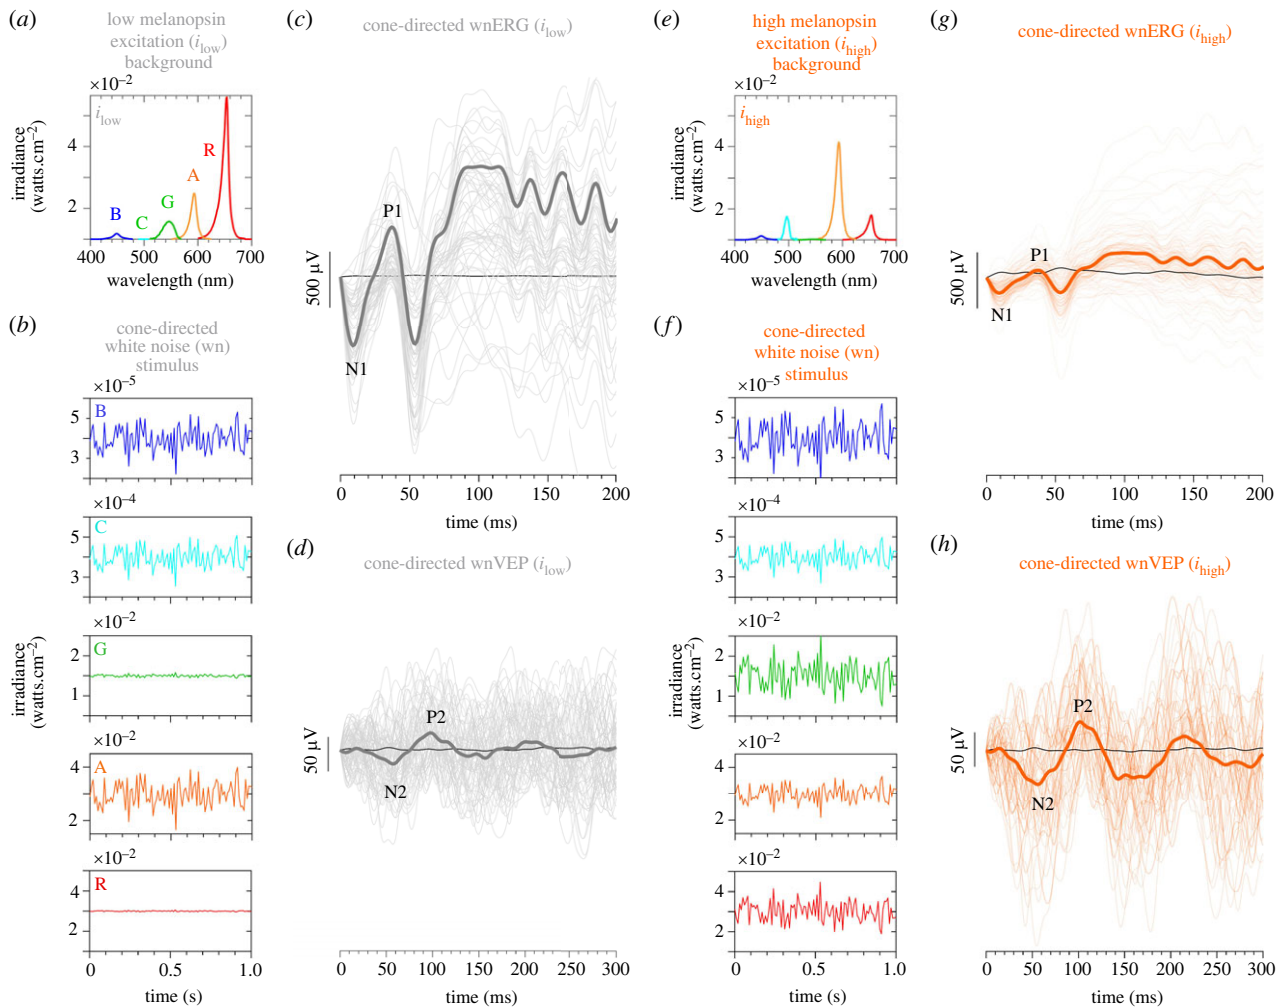 (a)
low melanopsin
excitation (i_low)
background
×10⁻²
irradiance
(watts.cm⁻²)
4
2
i_low
B
C
G
A
R
400
500
600
700
wavelength (nm)
(b)
cone-directed
white noise (wn)
stimulus
×10⁻⁵
B
5
3
×10⁻⁴
C
5
3
×10⁻²
G
2
1
irradiance
(watts.cm⁻²)
×10⁻²
A
4
2
×10⁻²
R
4
2
0
0.5
1.0
time (s)
(c)
cone-directed wnERG (i_low)
500 µV
P1
N1
0
50
100
150
200
time (ms)
(d)
cone-directed wnVEP (i_low)
50 µV
P2
N2
0
50
100
150
200
250
300
time (ms)
(e)
high melanopsin
excitation (i_high)
background
×10⁻²
irradiance
(watts.cm⁻²)
4
2
i_high
400
500
600
700
wavelength (nm)
(f)
cone-directed
white noise (wn)
stimulus
×10⁻⁵
5
3
×10⁻⁴
5
3
×10⁻²
2
1
irradiance
(watts.cm⁻²)
×10⁻²
4
2
×10⁻²
4
2
0
0.5
1.0
time (s)
(g)
cone-directed wnERG (i_high)
500 µV
P1
N1
0
50
100
150
200
time (ms)
(h)
cone-directed wnVEP (i_high)
50 µV
P2
N2
0
50
100
150
200
250
300
time (ms)